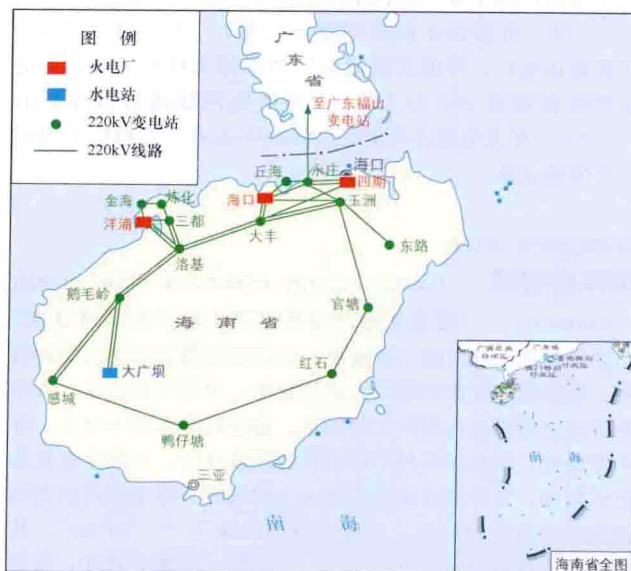 图 例
火电厂
水电站
220kV变电站
220kV线路
广
东
省
至广东福山
变电站
海口
丘海
永庄
四期
海口
玉洲
大丰
东路
金海
炼化
洋浦
三都
洛基
鹅毛岭
海 南 省
官塘
大广坝
红石
感城
鸭仔塘
三亚
南 海
南 海
海南省全图